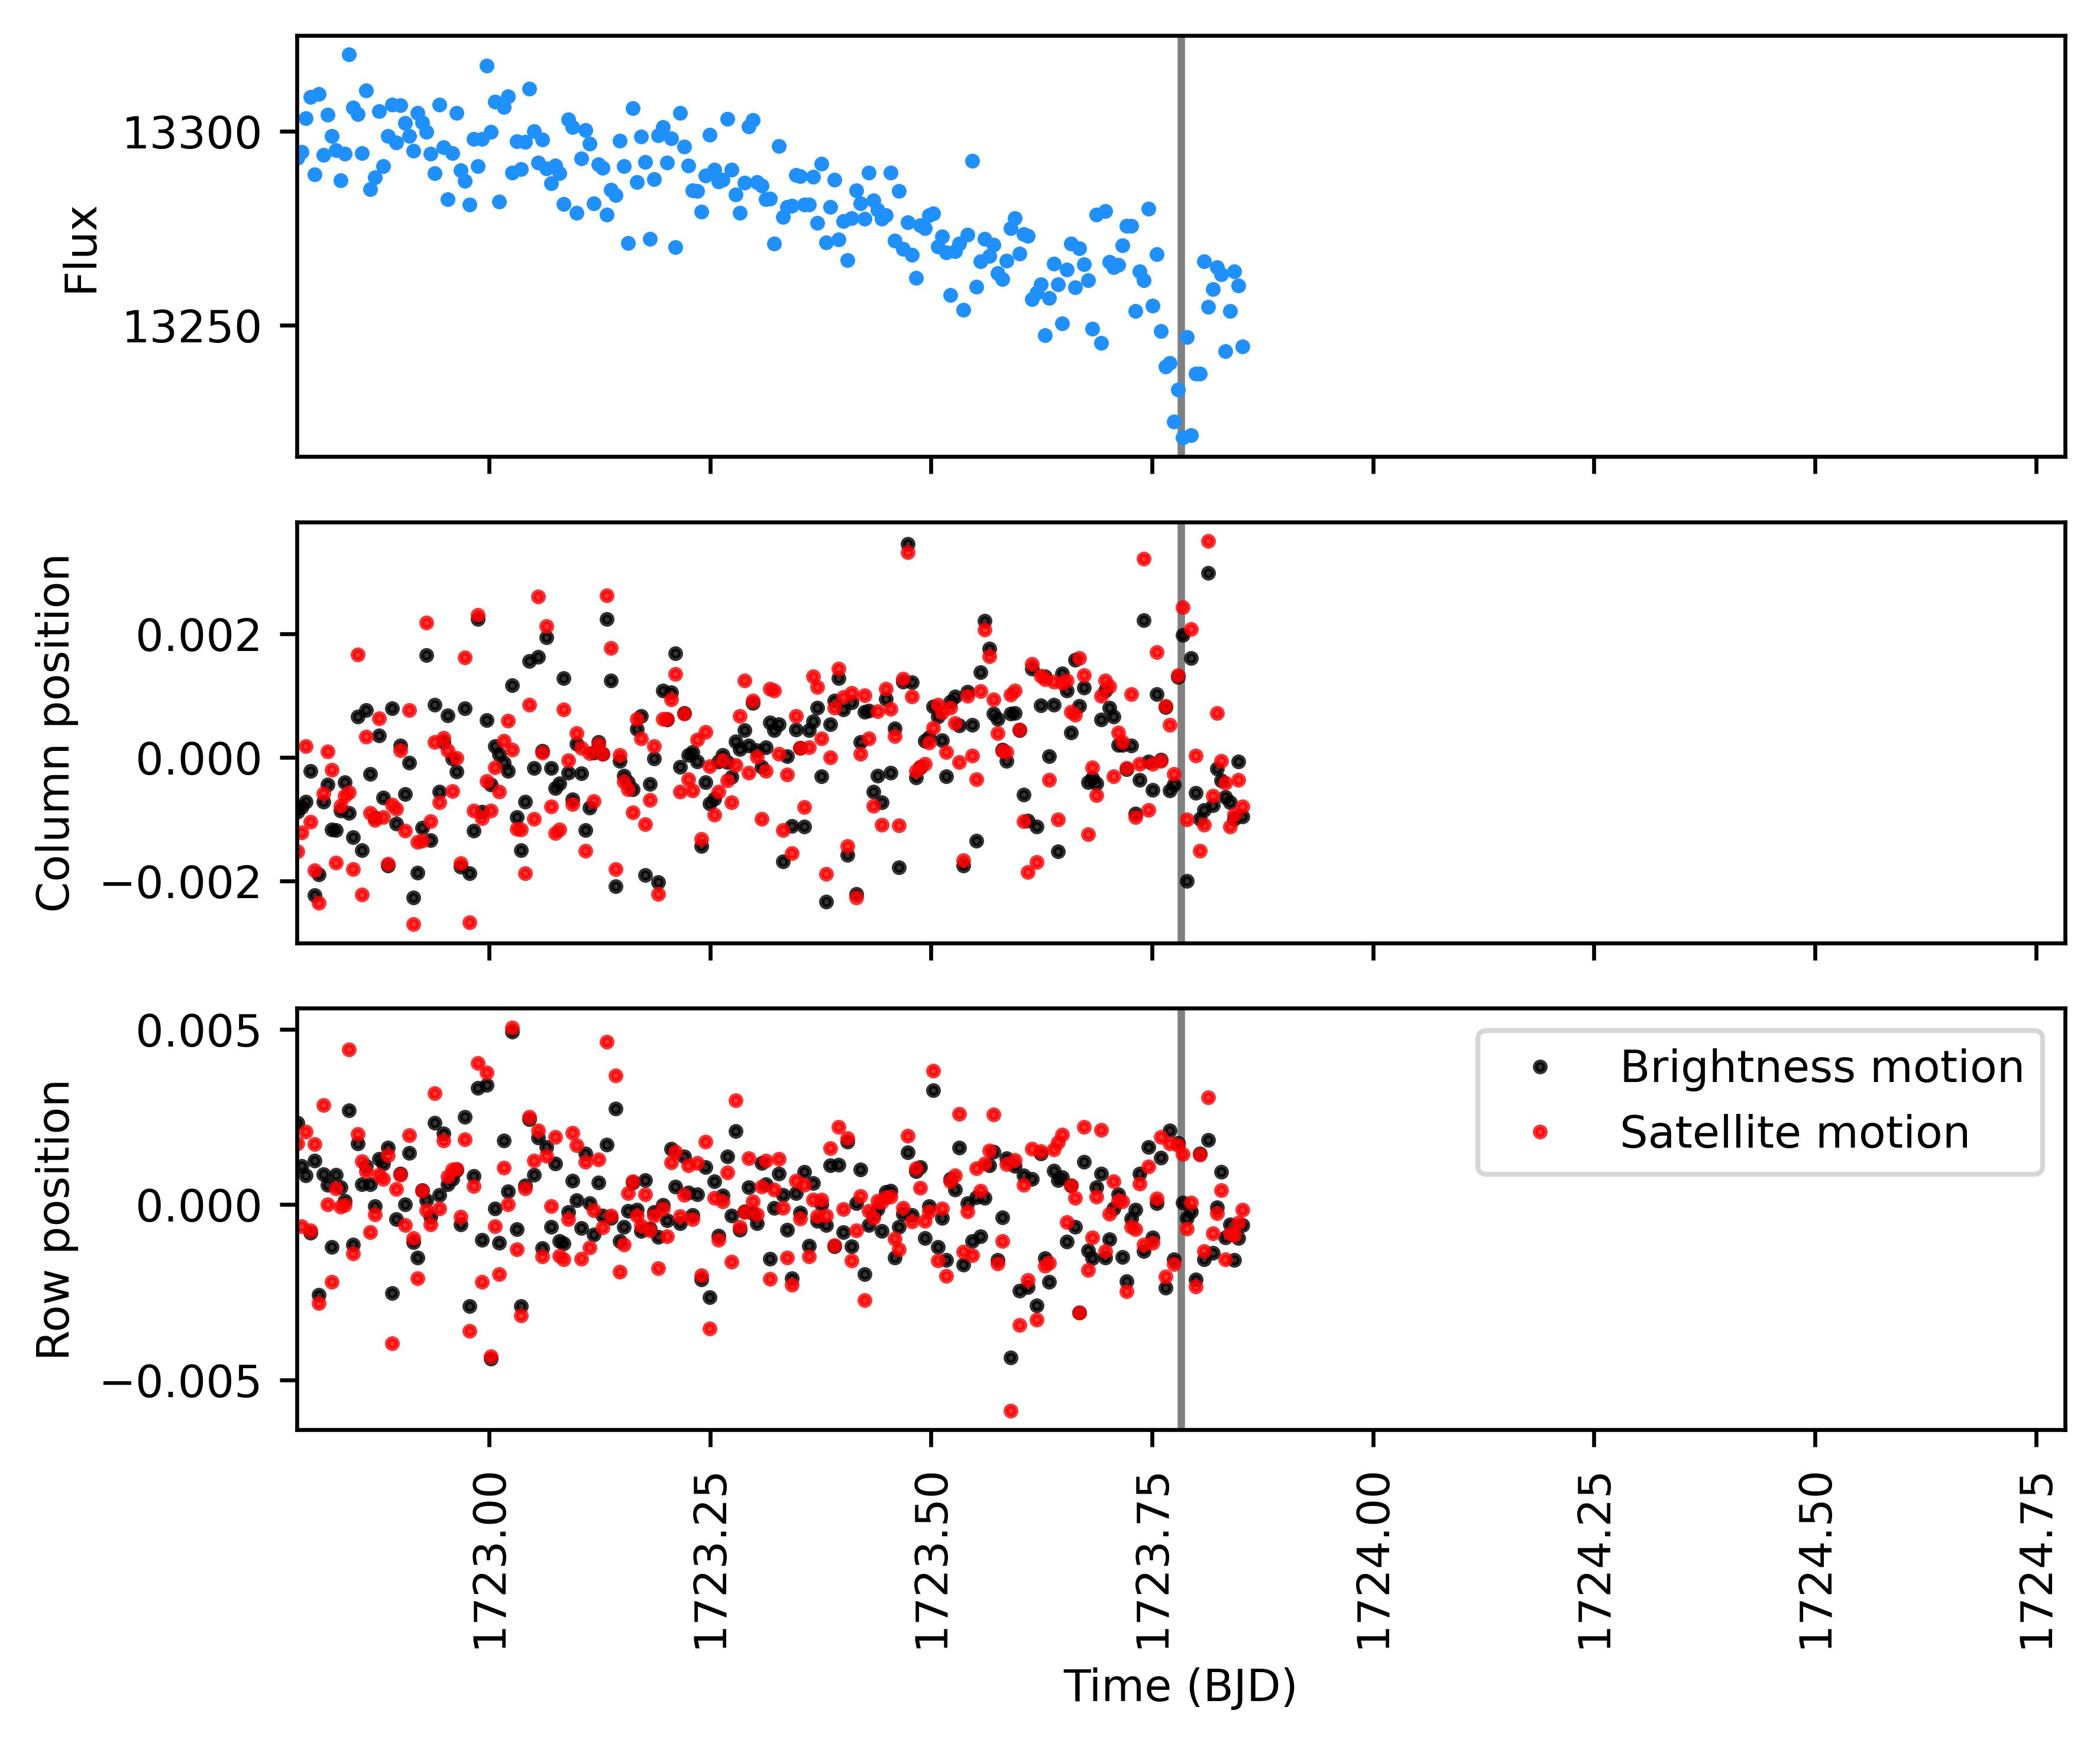 Flux
13300
13250
Column position
0.002
0.000
−0.002
Row position
0.005
0.000
−0.005
Brightness motion
Satellite motion
1723.00
1723.25
1723.50
1723.75
1724.00
1724.25
1724.50
1724.75
Time (BJD)